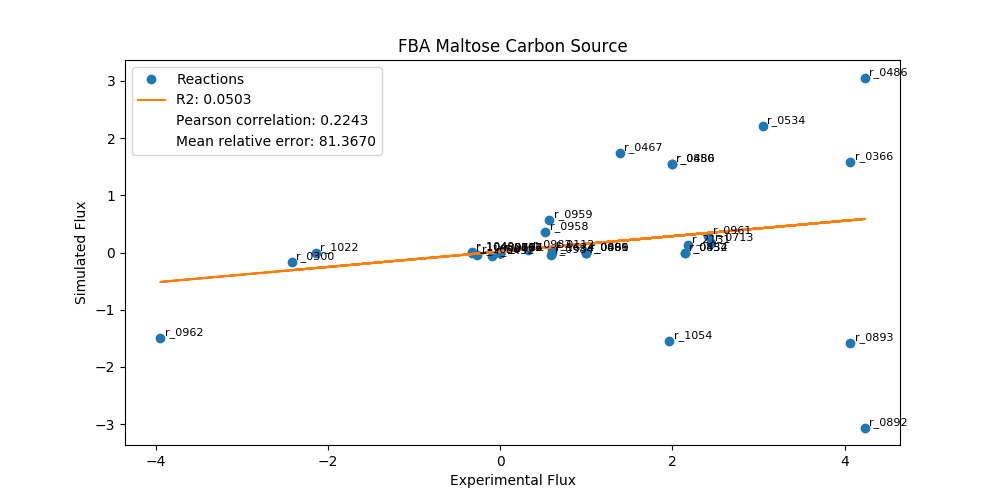 FBA Maltose Carbon Source
Reactions
R2: 0.0503
Pearson correlation: 0.2243
Mean relative error: 81.3670
r_0486
r_0534
r_0467
r_0366
r_0959
r_0958
r_0961
r_0713
r_1022
r_0300
r_0962
r_1054
r_0893
r_0892
3
2
1
0
−1
−2
−3
−4
−2
0
2
4
Simulated Flux
Experimental Flux